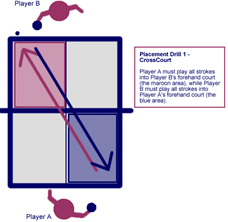 Player B
Placement Drill 1 -
CrossCourt
Player A must play all strokes
into Player B's forehand court
(the maroon area), while Player
B must play all strokes into
Player A's forehand court (the
blue area).
Player A